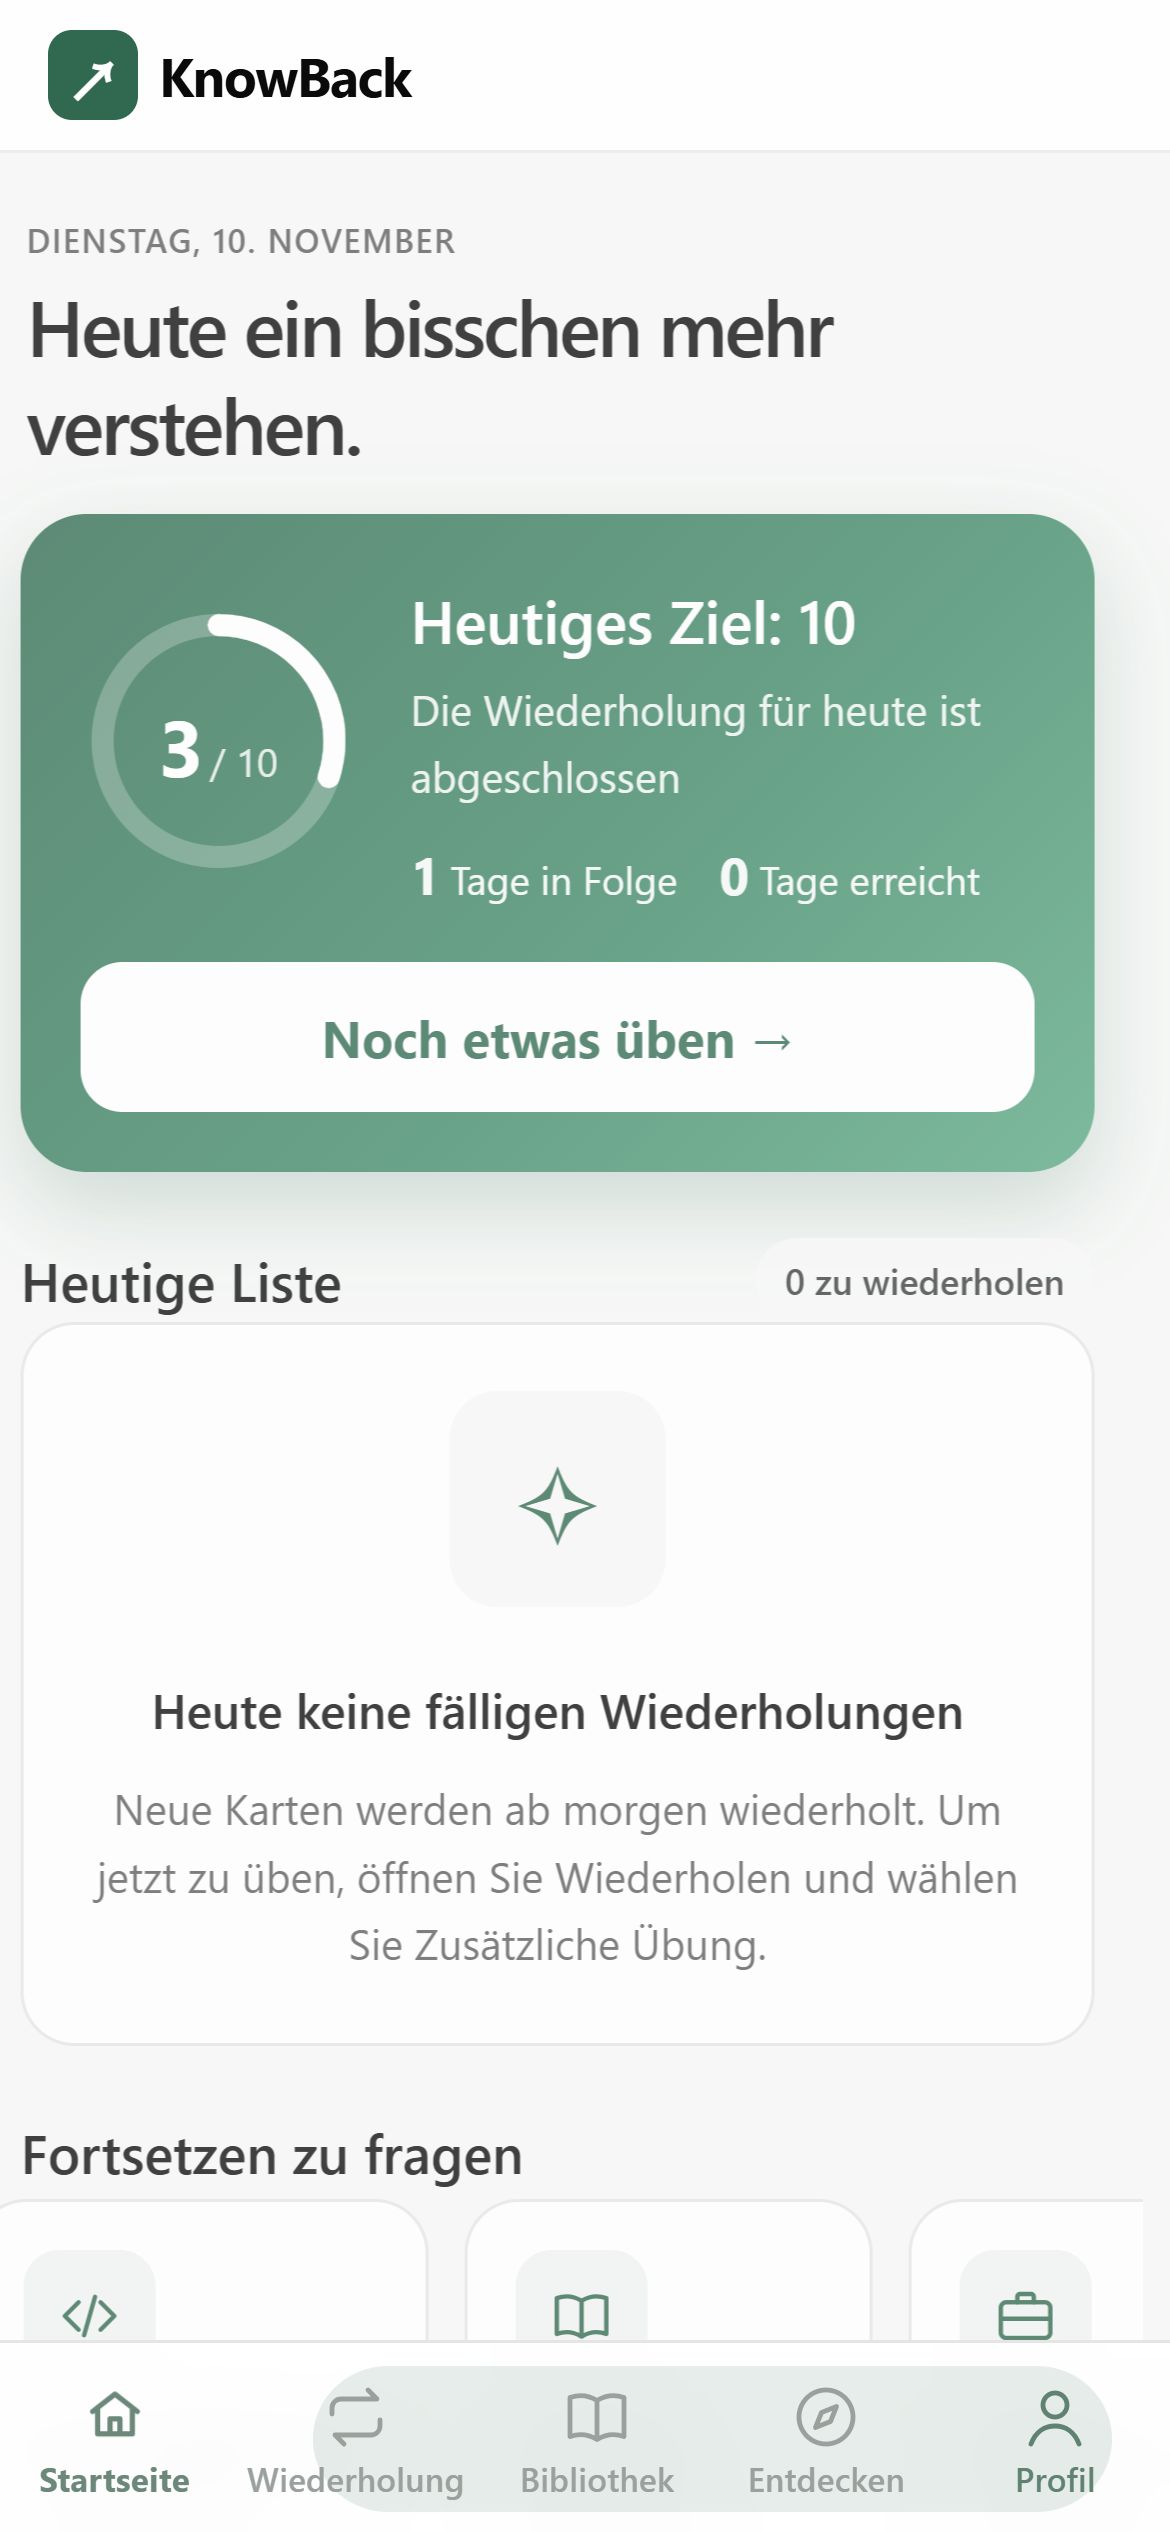 KnowBack
DIENSTAG, 10. NOVEMBER
Heute ein bisschen mehr
verstehen.
Heutiges Ziel: 10
3 / 10
Die Wiederholung für heute ist
abgeschlossen
1 Tage in Folge 0 Tage erreicht
Noch etwas üben →
Heutige Liste
0 zu wiederholen
Heute keine fälligen Wiederholungen
Neue Karten werden ab morgen wiederholt. Um
jetzt zu üben, öffnen Sie Wiederholen und wählen
Sie Zusätzliche Übung.
Fortsetzen zu fragen
Startseite Wiederholung Bibliothek Entdecken Profil